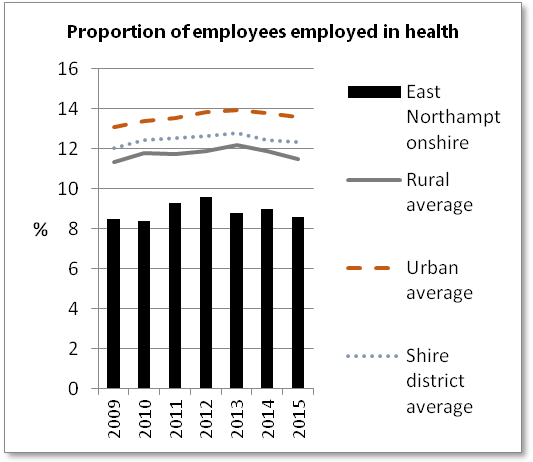 Proportion of employees employed in health
16
14
12
10
8
6
4
2
0
%
2009
2010
2011
2012
2013
2014
2015
East
Northampt
onshire
Rural
average
Urban
average
Shire
district
average